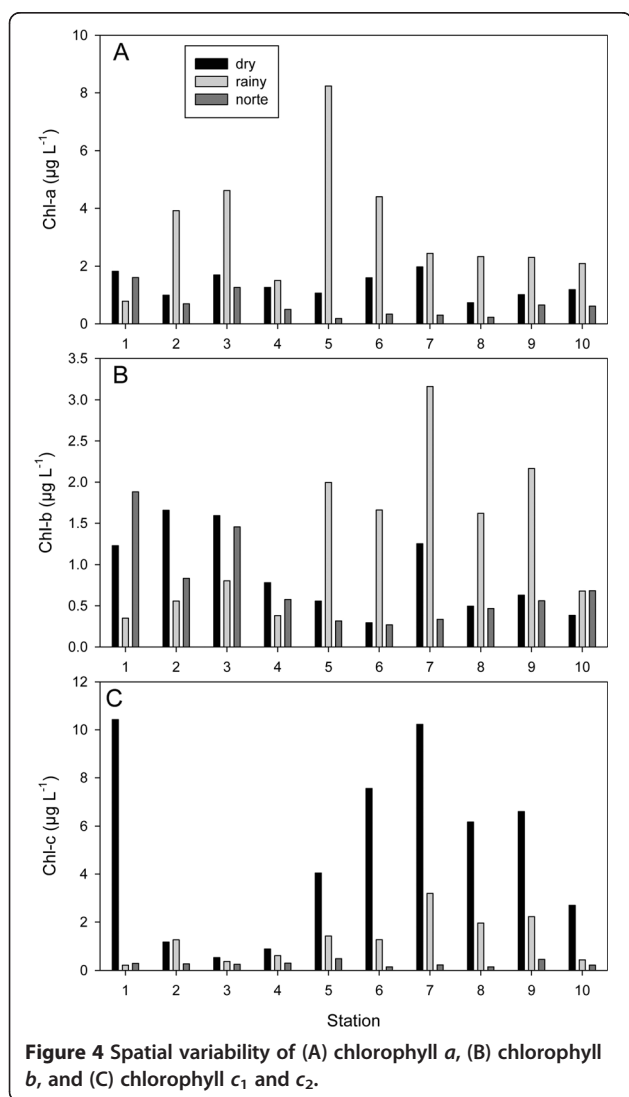 A
dry
rainy
norte
Chl-a (µg L⁻¹)
10
8
6
4
2
0
1 2 3 4 5 6 7 8 9 10
B
Chl-b (µg L⁻¹)
3.5
3.0
2.5
2.0
1.5
1.0
0.5
0.0
1 2 3 4 5 6 7 8 9 10
C
Chl-c (µg L⁻¹)
12
10
8
6
4
2
0
1 2 3 4 5 6 7 8 9 10
Station
Figure 4 Spatial variability of (A) chlorophyll a, (B) chlorophyll
b, and (C) chlorophyll c₁ and c₂.